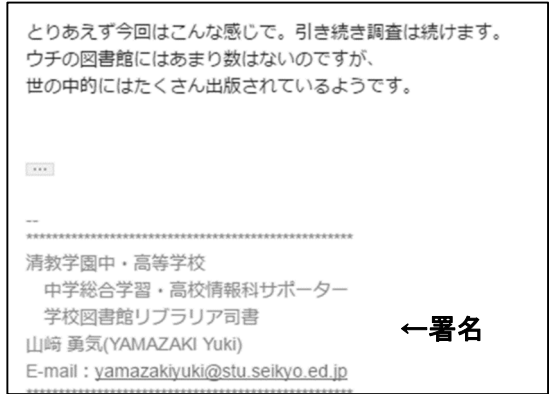 とりあえず今回はこんな感じで。引き続き調査は続けます。
ウチの図書館にはあまり数はないのですが、
世の中的にはたくさん出版されているようです。
...
--
**************************************************
清教学園中・高等学校
中学総合学習・高校情報科サポーター
学校図書館リブラリア司書
山﨑 勇気(YAMAZAKI Yuki)
←署名
E-mail : yamazakiyuki@stu.seikyo.ed.jp
**************************************************